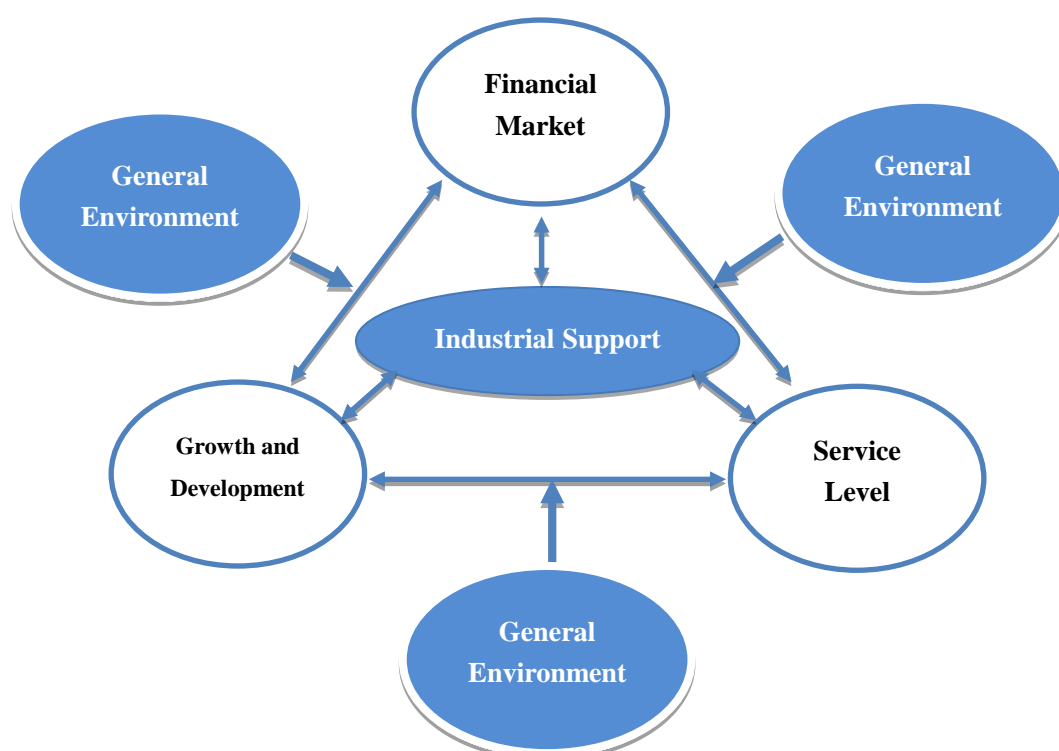 Financial
Market
General
Environment
General
Environment
Industrial Support
Growth and
Development
Service
Level
General
Environment